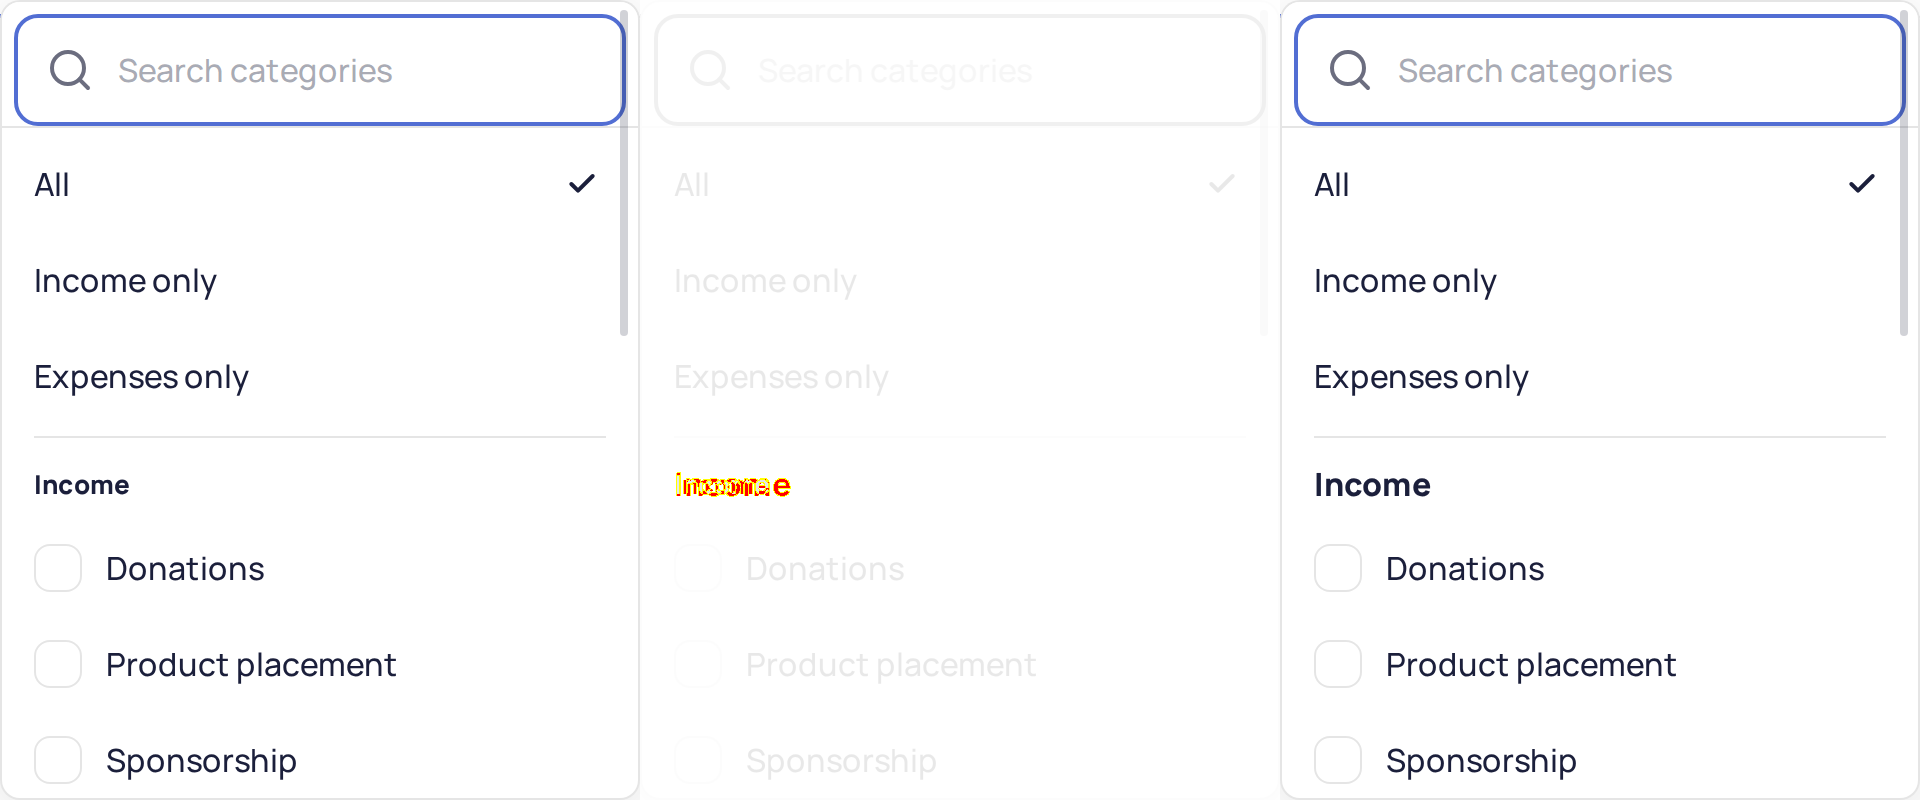 Search categories
All
Income only
Expenses only
Income
Donations
Product placement
Sponsorship
Search categories
All
Income only
Expenses only
Donations
Product placement
Sponsorship
Search categories
All
Income only
Expenses only
Income
Donations
Product placement
Sponsorship